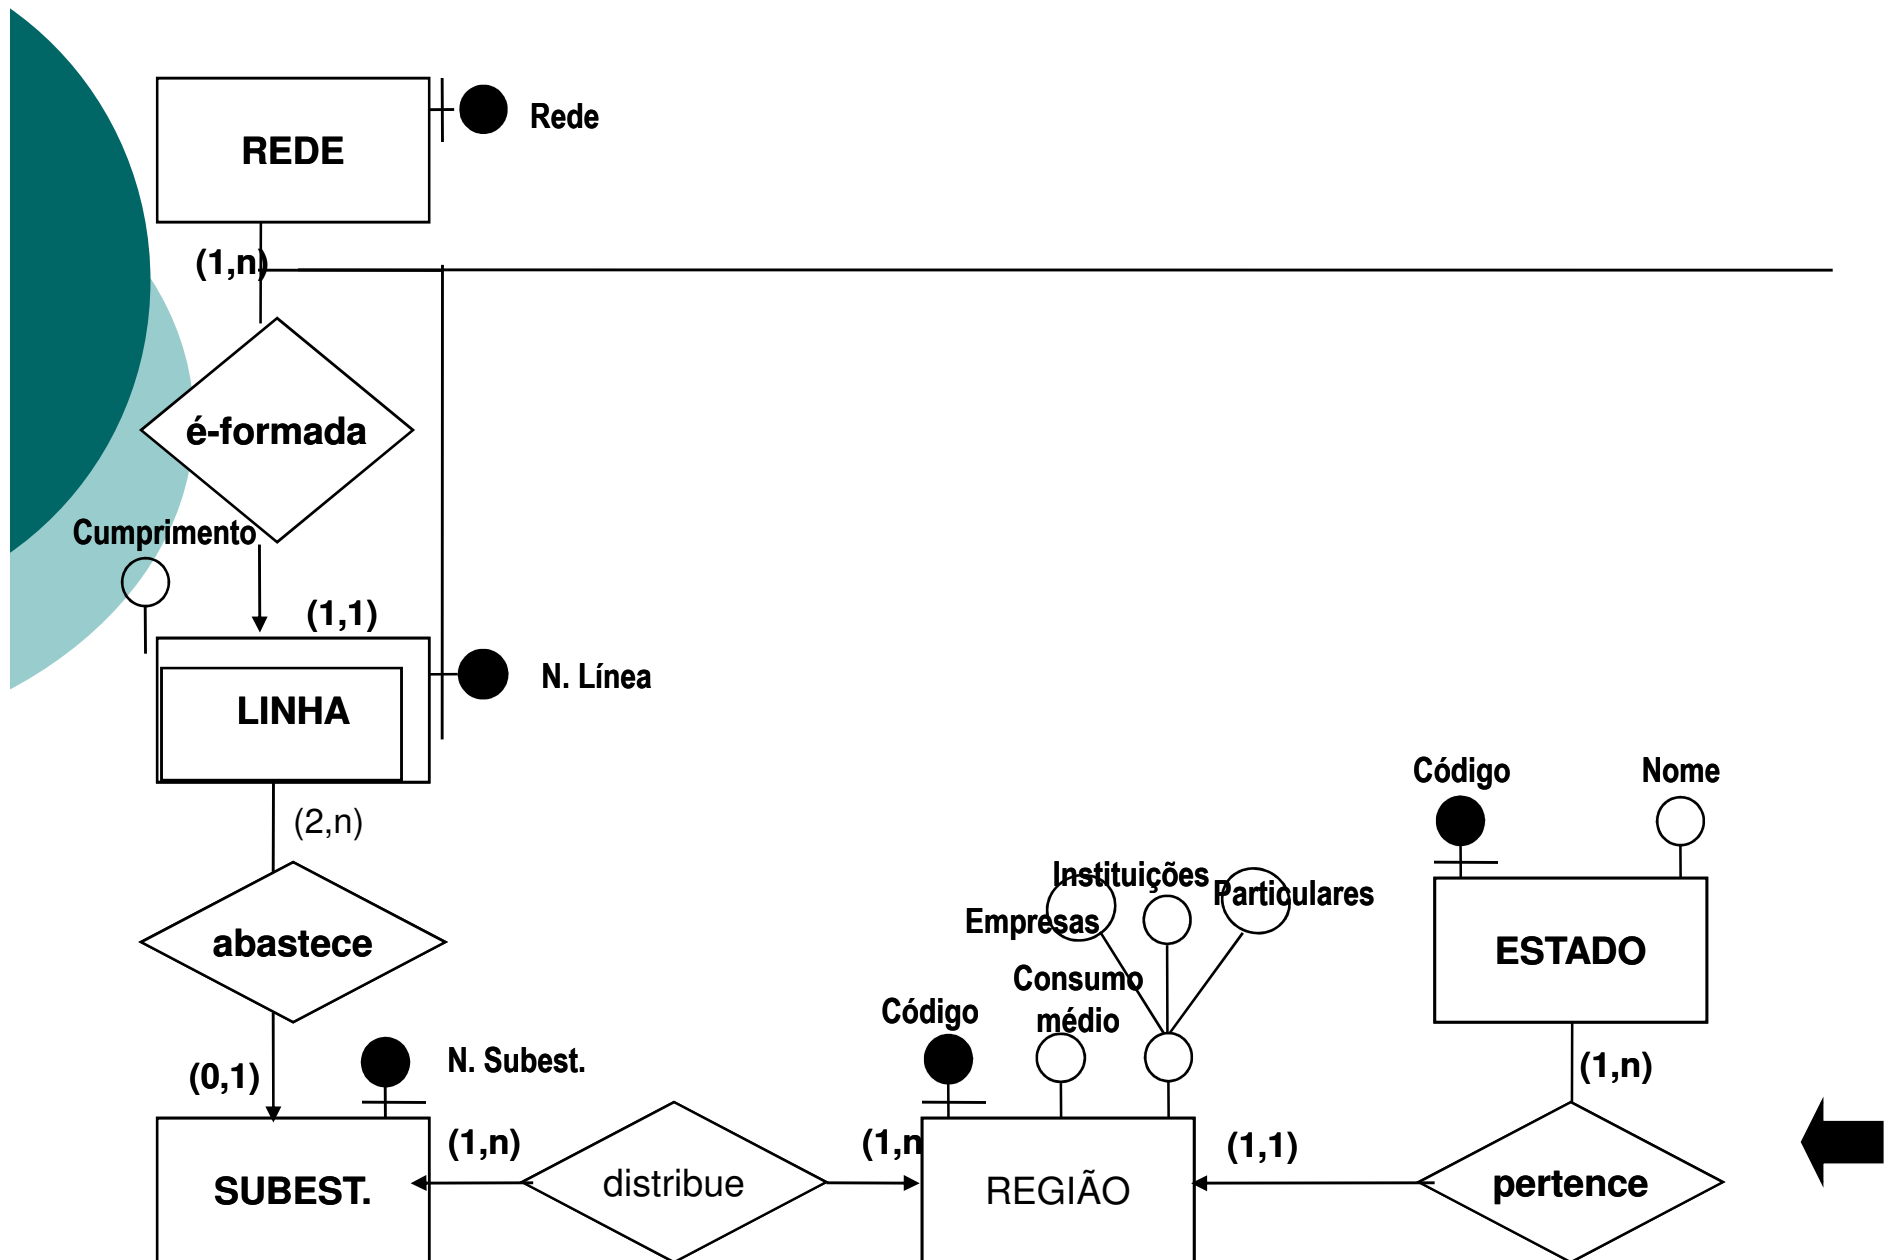 Rede
REDE
(1,n)
é-formada
Cumprimento
(1,1)
N. Línea
LINHA
Código
Nome
(2,n)
Instituições
Particulares
Empresas
abastece
ESTADO
Consumo
médio
Código
N. Subest.
(0,1)
(1,n)
(1,n)
(1,n
(1,1)
SUBEST.
distribue
REGIÃO
pertence